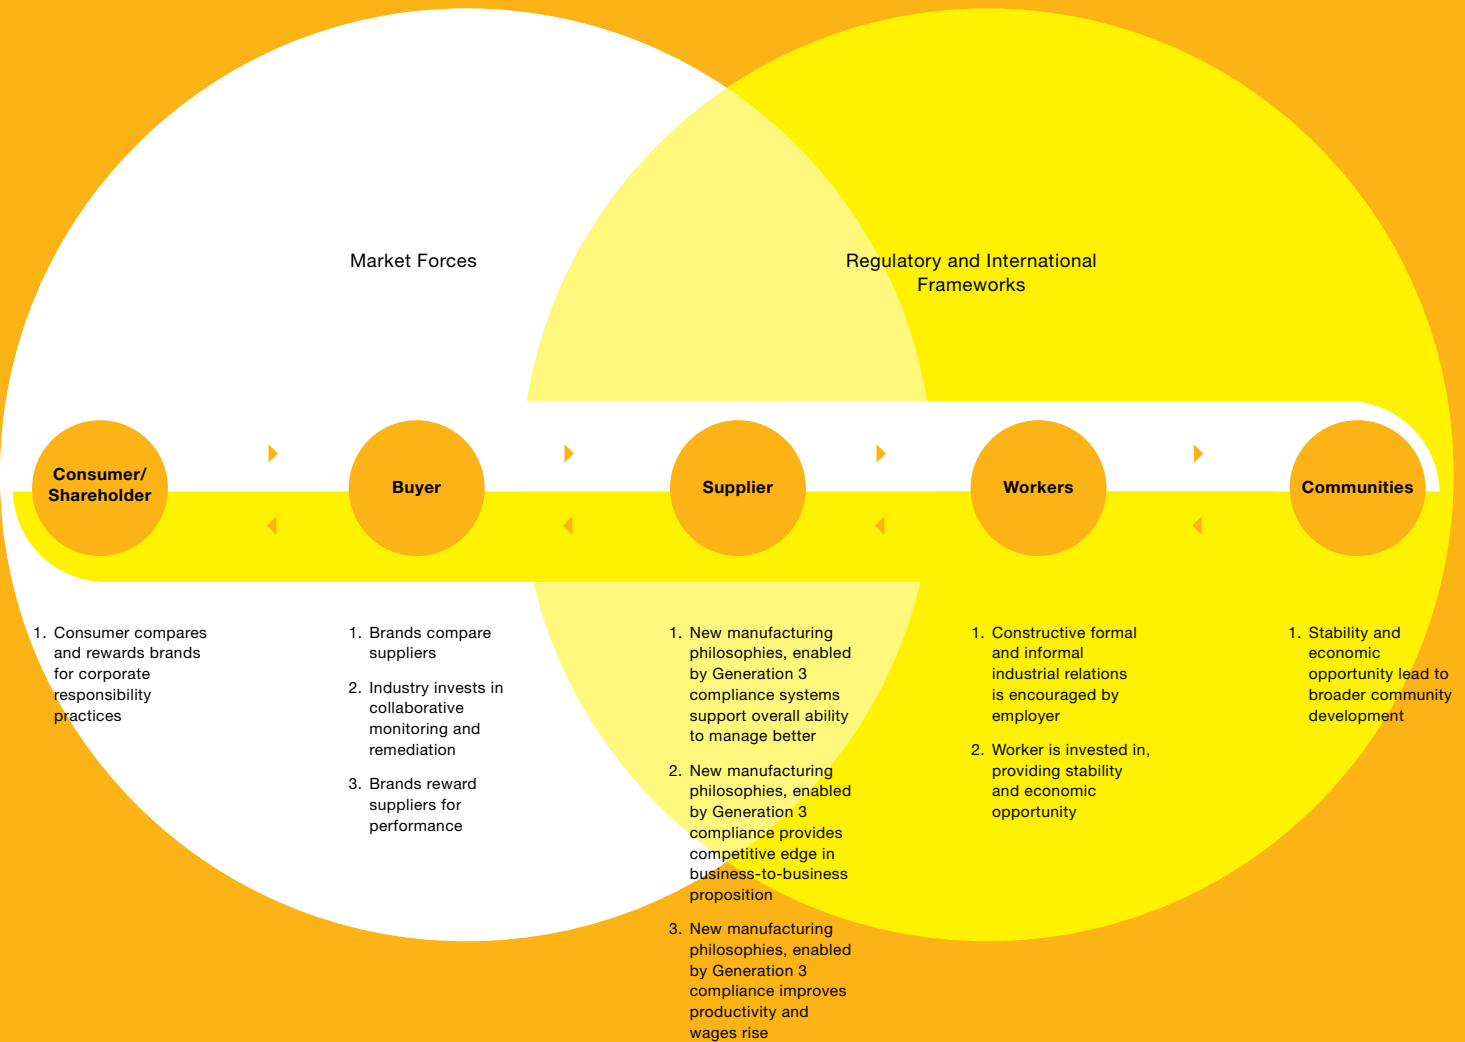 Market Forces
Regulatory and International
Frameworks
Consumer/
Shareholder
Buyer
Supplier
Workers
Communities
1. Consumer compares
and rewards brands
for corporate
responsibility
practices
1. Brands compare
suppliers
2. Industry invests in
collaborative
monitoring and
remediation
3. Brands reward
suppliers for
performance
1. New manufacturing
philosophies, enabled
by Generation 3
compliance systems
support overall ability
to manage better
2. New manufacturing
philosophies, enabled
by Generation 3
compliance provides
competitive edge in
business-to-business
proposition
3. New manufacturing
philosophies, enabled
by Generation 3
compliance improves
productivity and
wages rise
1. Constructive formal
and informal
industrial relations
is encouraged by
employer
2. Worker is invested in,
providing stability
and economic
opportunity
1. Stability and
economic
opportunity lead to
broader community
development